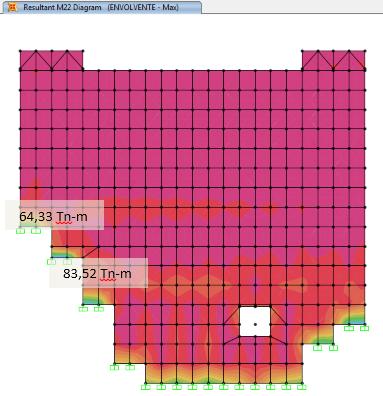 Resultant M22 Diagram (ENVOLVENTE - Max)
64,33 Tn-m
83,52 Tn-m